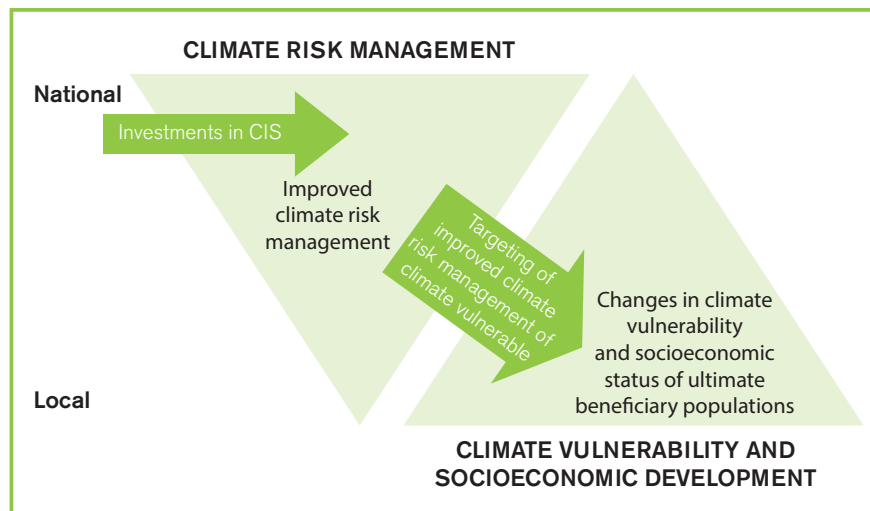 CLIMATE RISK MANAGEMENT
National
Investments in CIS
Improved
climate risk
management
Targeting of
improved climate
risk management of
climate vulnerable
Changes in climate
vulnerability
and socioeconomic
status of ultimate
beneficiary populations
Local
CLIMATE VULNERABILITY AND
SOCIOECONOMIC DEVELOPMENT